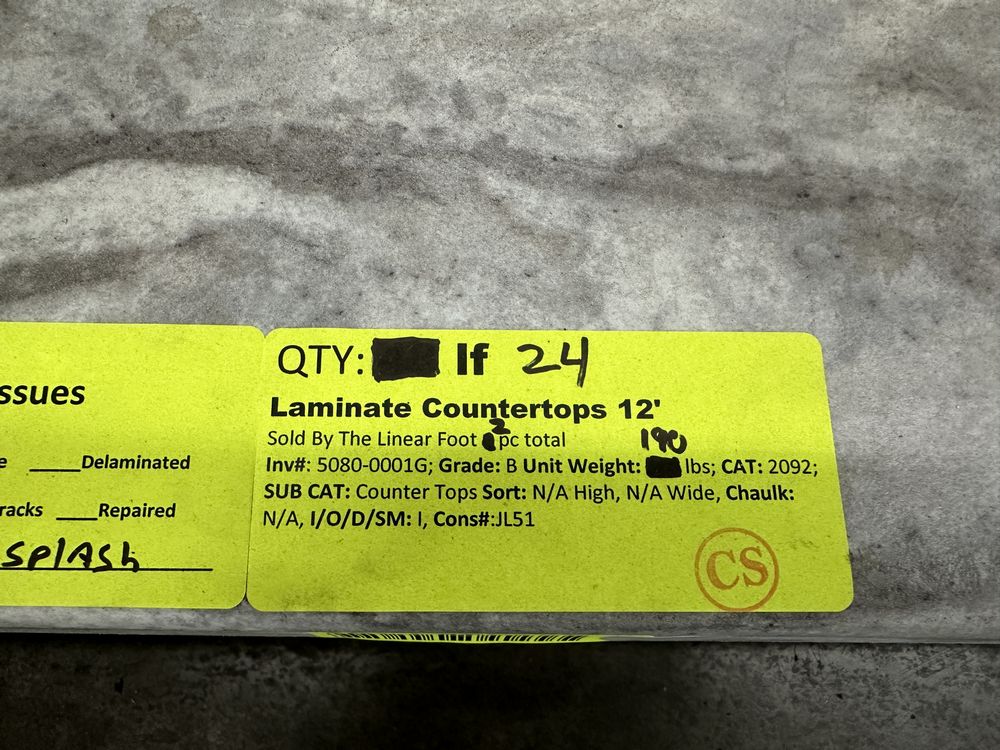 ssues
Delaminated
racks ___Repaired
SPlASh
QTY: lf 24
Laminate Countertops 12'
Sold By The Linear Foot 2 pc total
190
Inv#: 5080-0001G; Grade: B Unit Weight: lbs; CAT: 2092;
SUB CAT: Counter Tops Sort: N/A High, N/A Wide, Chaulk:
N/A, I/O/D/SM: I, Cons#:JL51
CS